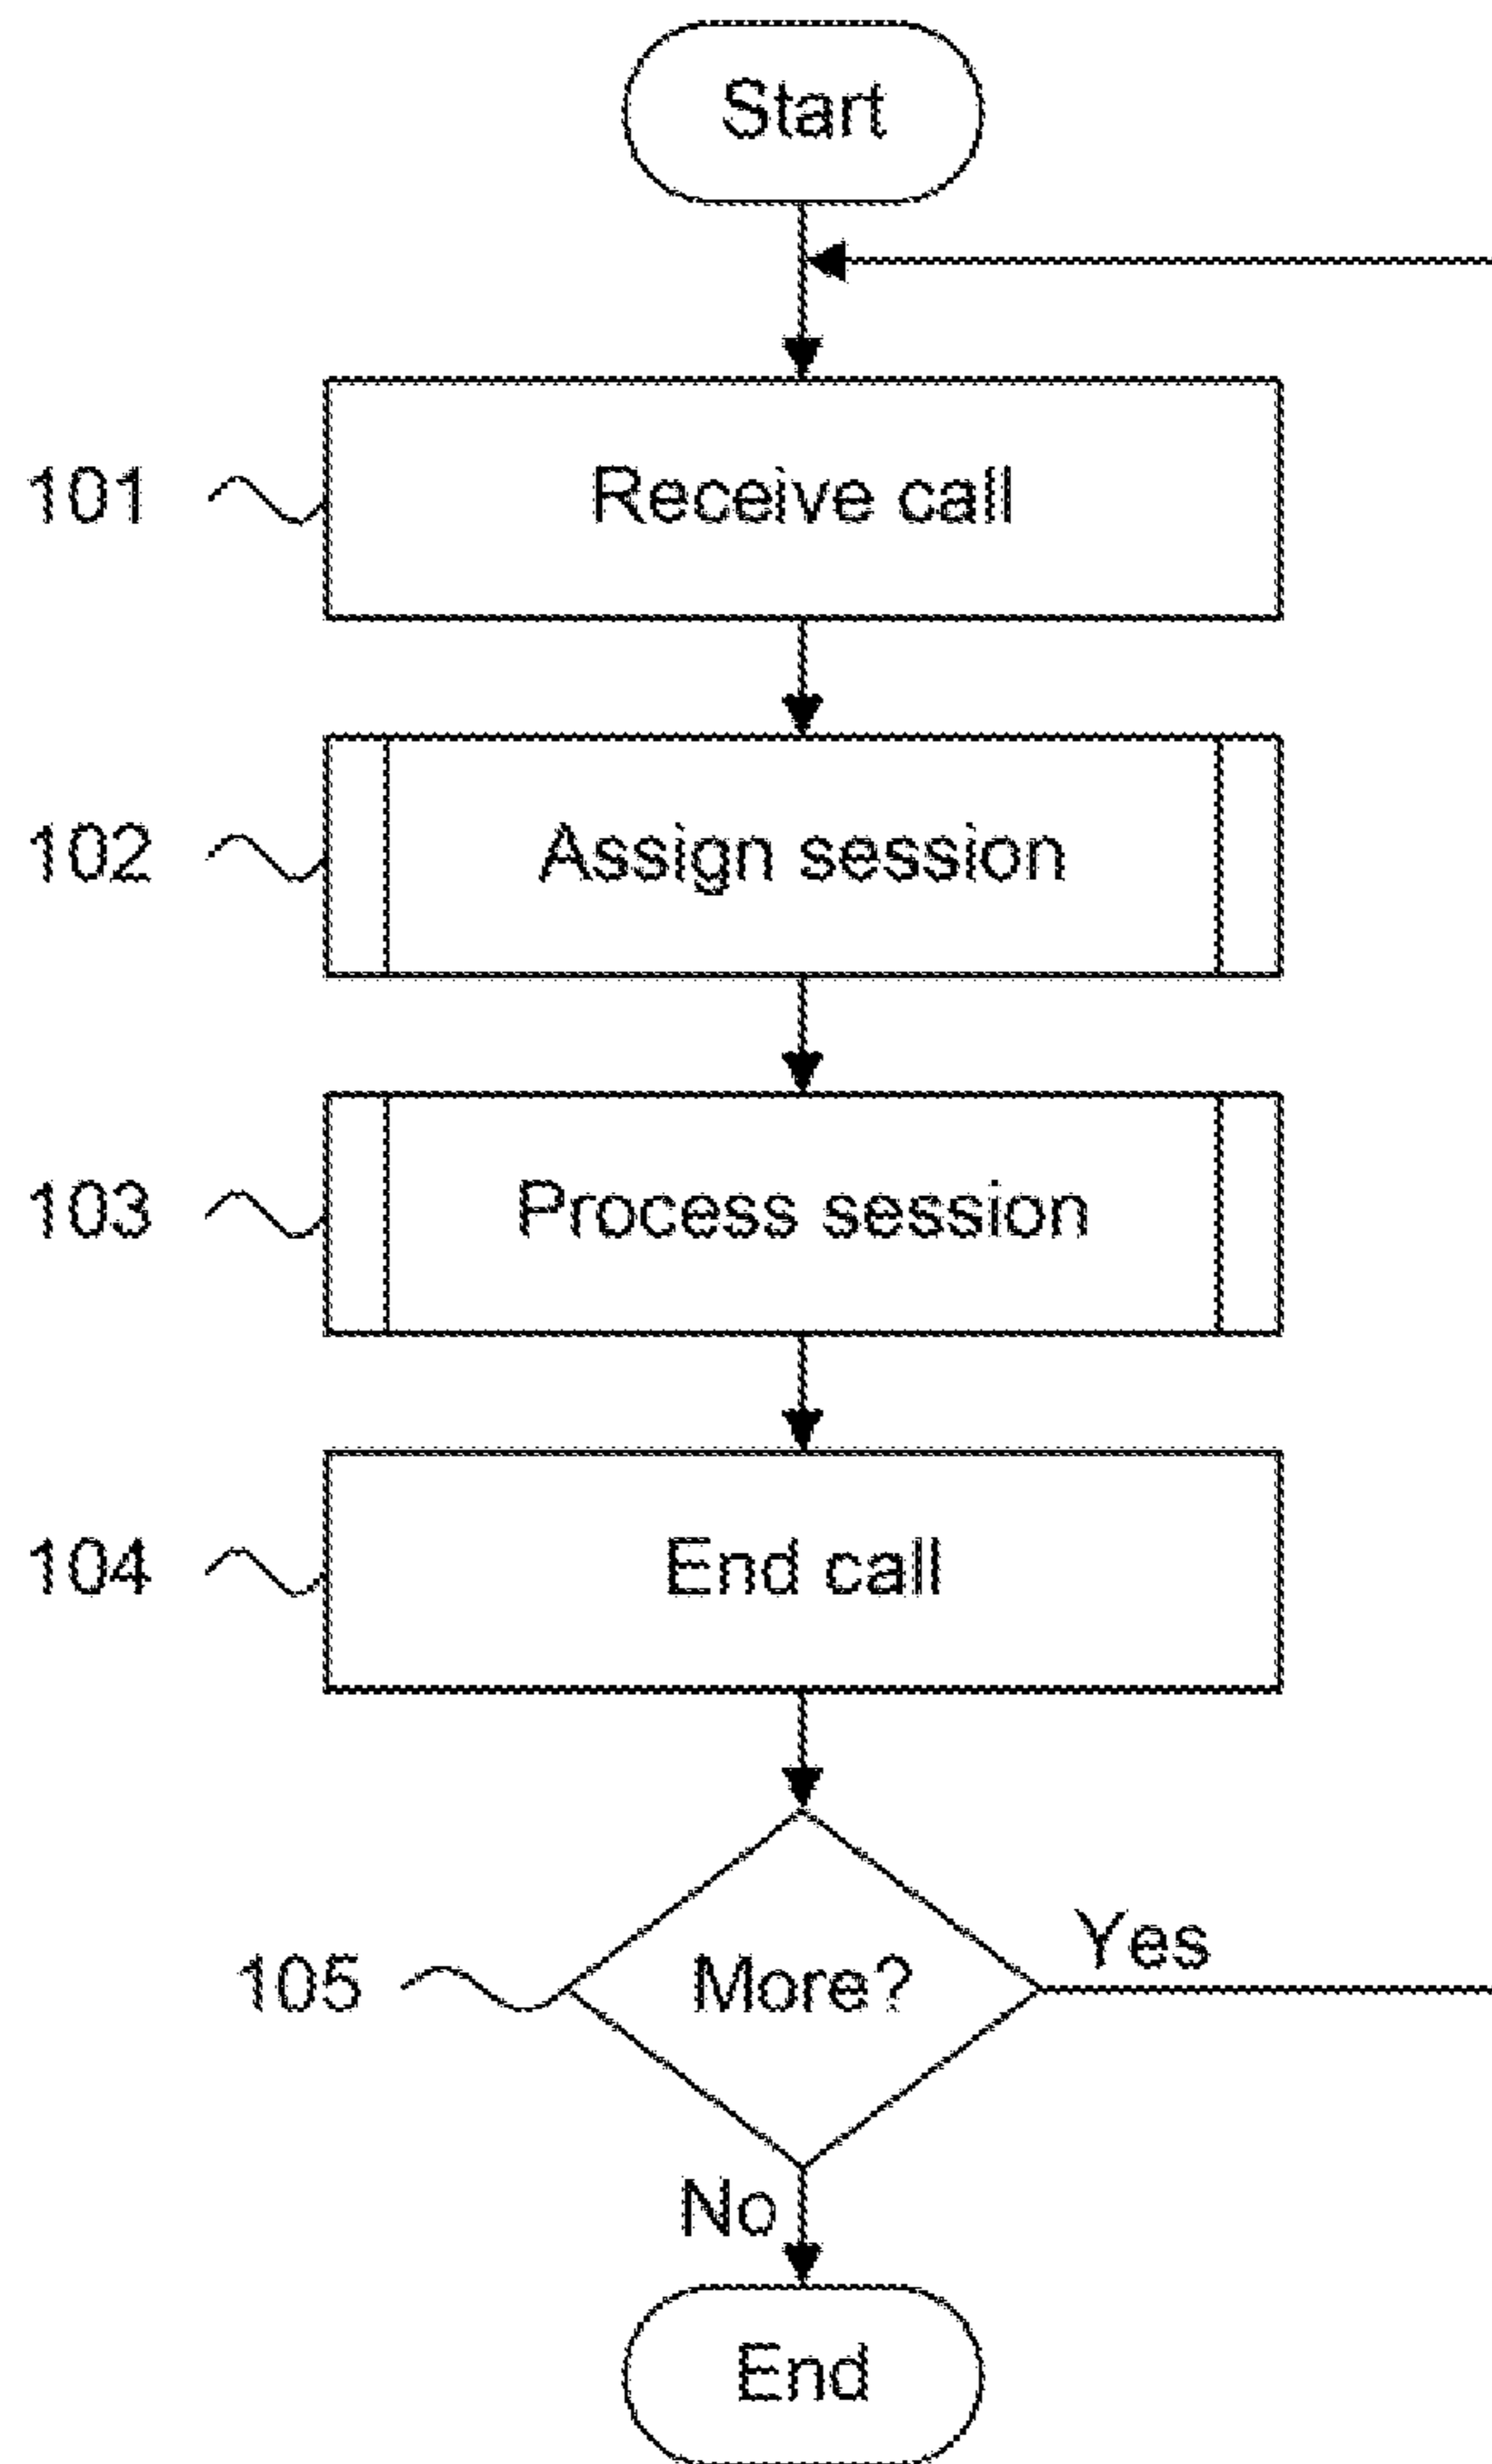 Start
101 Receive call
102 Assign session
103 Process session
104 End call
105 More? Yes
No
End